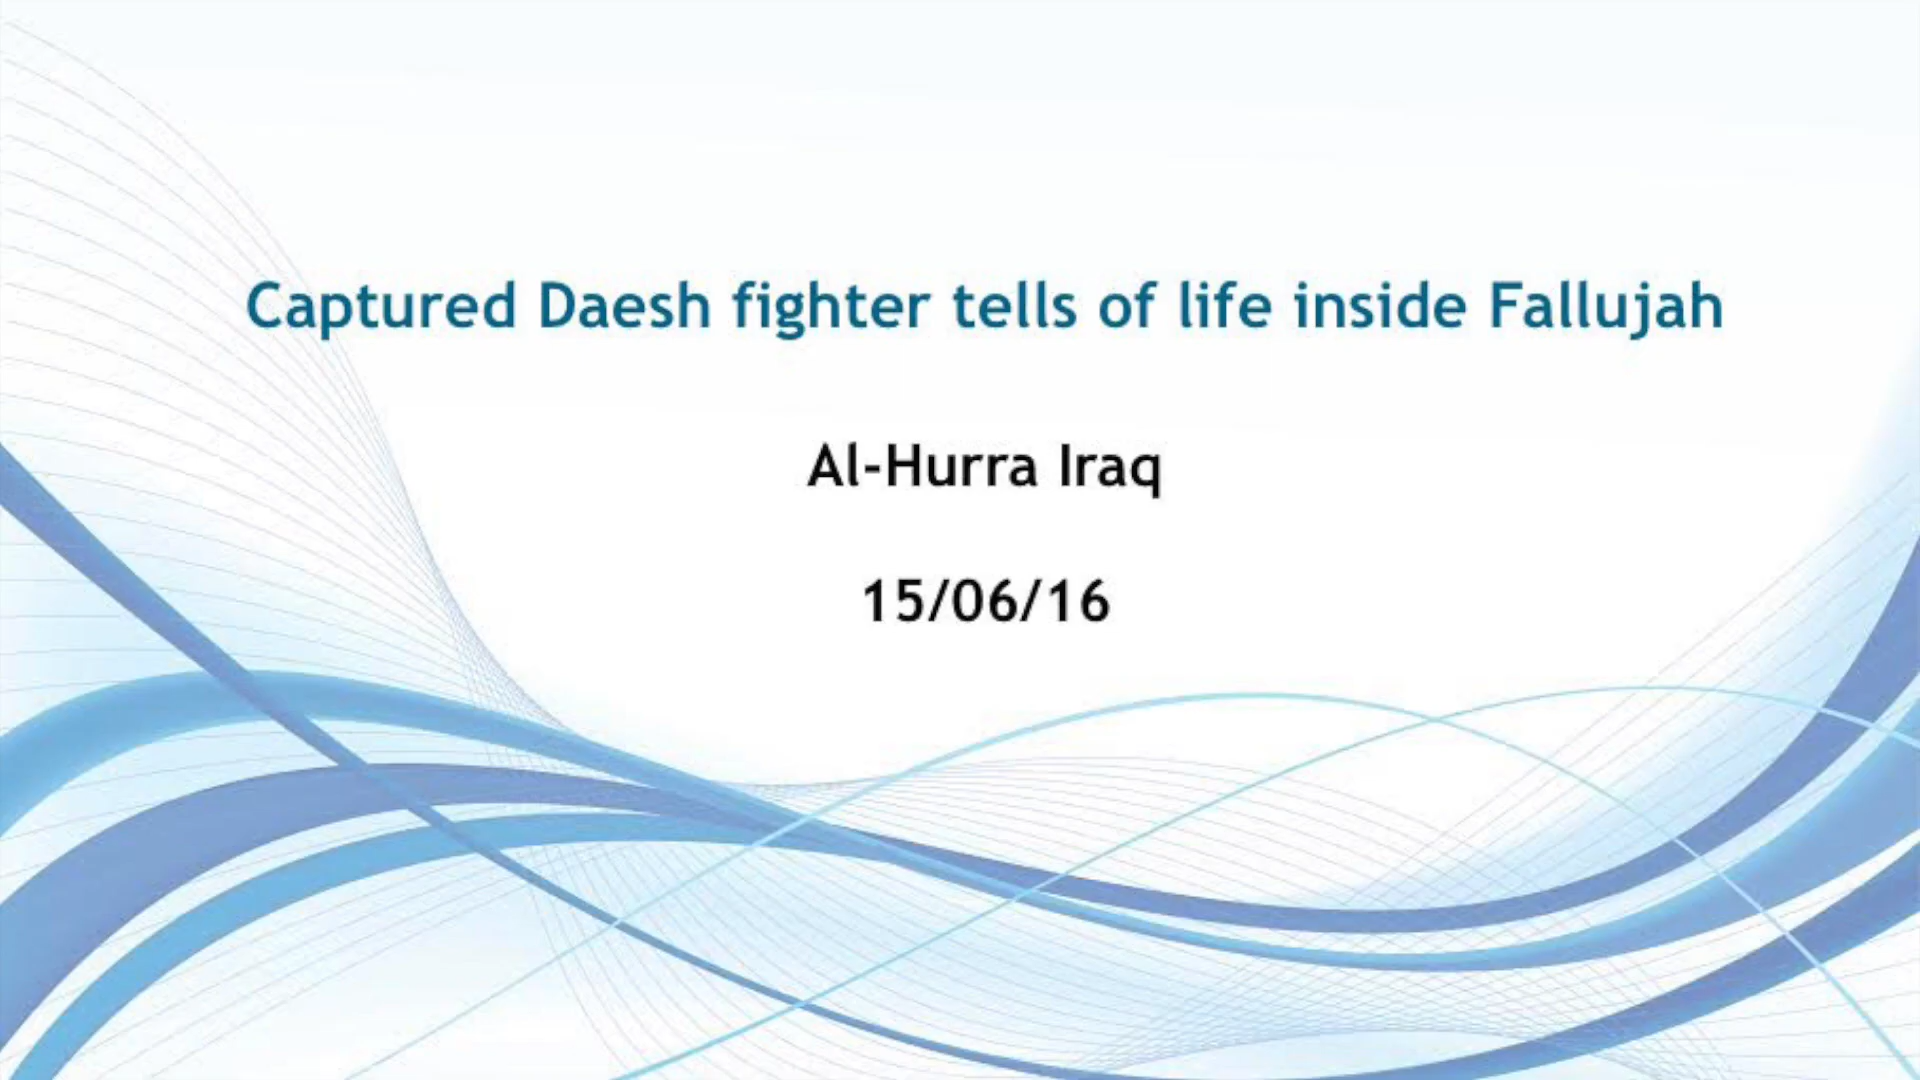 Captured Daesh fighter tells of life inside Fallujah
Al-Hurra Iraq
15/06/16